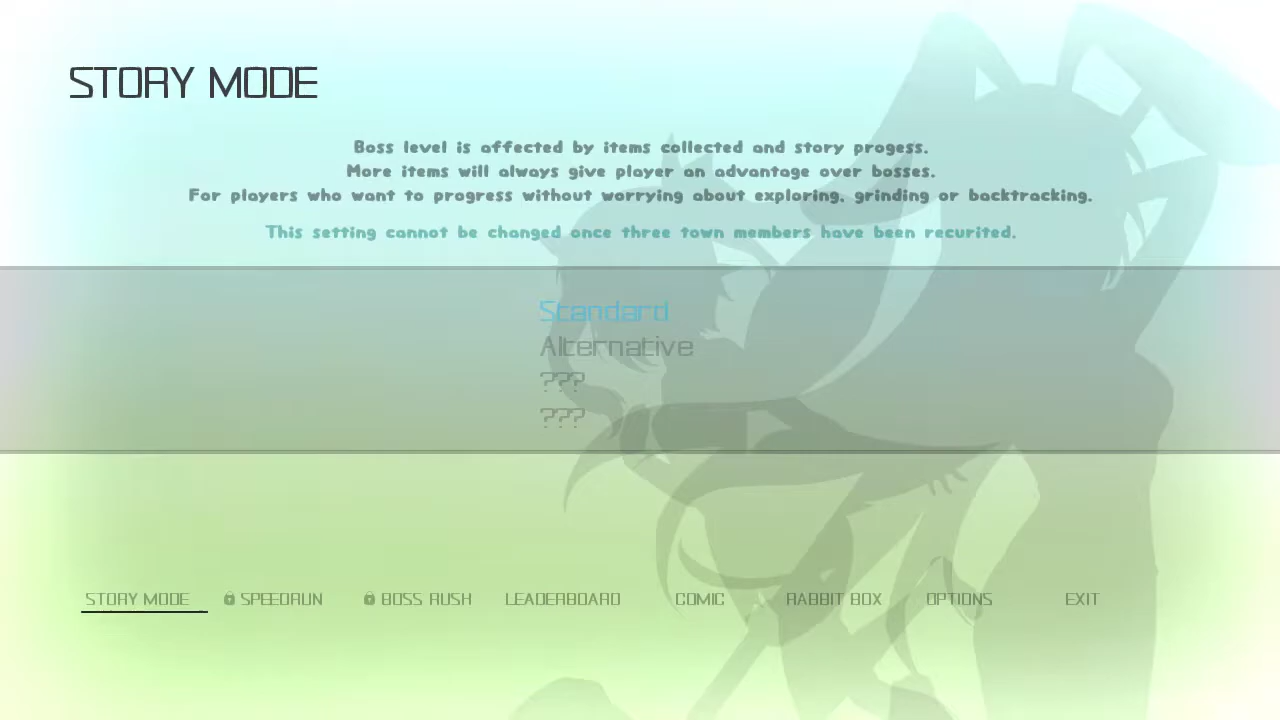 STORY MODE
Boss level is affected by items collected and story progess.
More items will always give player an advantage over bosses.
For players who want to progress without worrying about exploring, grinding or backtracking.
This setting cannot be changed once three town members have been recurited.
Standard
Alternative
???
???
STORY MODE SPEEDRUN BOSS RUSH LEADERBOARD COMIC RABBIT BOX OPTIONS EXIT